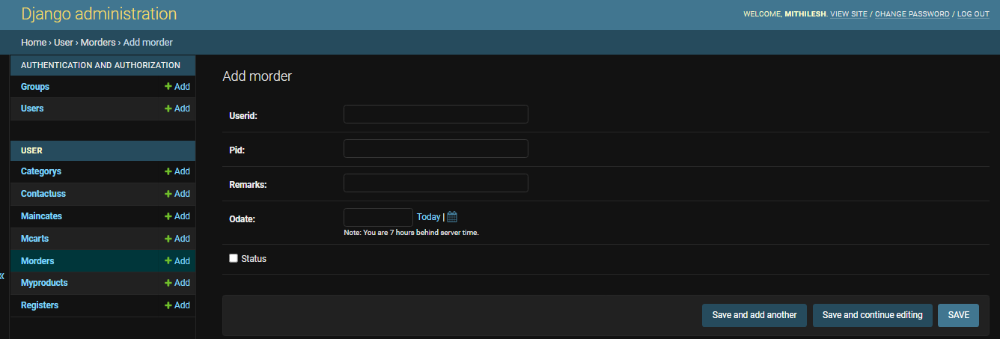 Django administration
WELCOME, MITHILESH. VIEW SITE / CHANGE PASSWORD / LOG OUT
Home › User › Morders › Add morder
AUTHENTICATION AND AUTHORIZATION
Groups + Add
Users + Add
USER
Categorys + Add
Contactuss + Add
Maincates + Add
Mcarts + Add
Morders + Add
Myproducts + Add
Registers + Add
«
Add morder
Userid:
Pid:
Remarks:
Odate: Today |
Note: You are 7 hours behind server time.
Status
Save and add another Save and continue editing SAVE